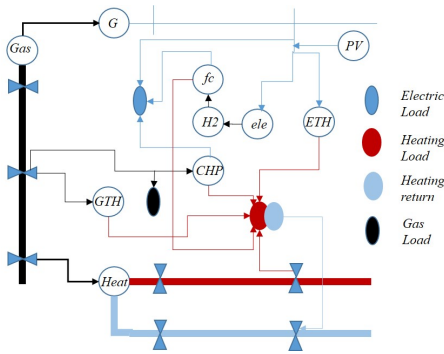 G
Gas
PV
fc
H2
ele
ETH
CHP
GTH
Heat
Electric
Load
Heating
Load
Heating
return
Gas
Load